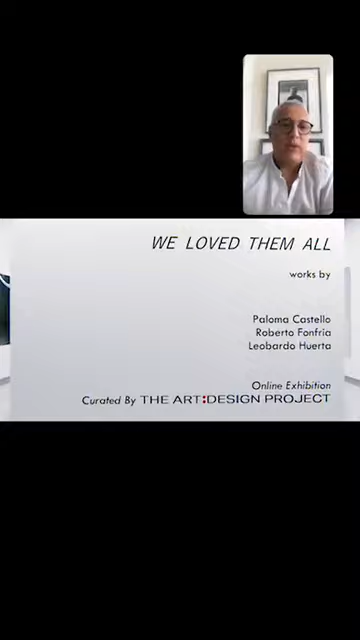 WE LOVED THEM ALL
works by
Paloma Castello
Roberto Fonfria
Leobardo Huerta
Online Exhibition
Curated By THE ART:DESIGN PROJECT